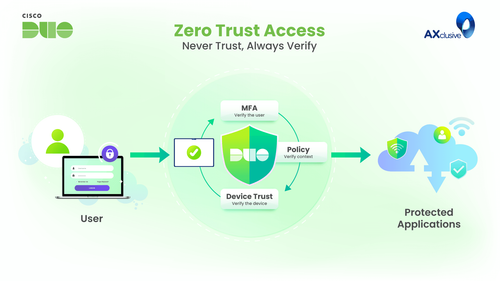 CISCO
DUO
Zero Trust Access
Never Trust, Always Verify
AXclusive
MFA
Verify the user
DUO
Policy
Verify context
Device Trust
Verify the device
User
Protected
Applications